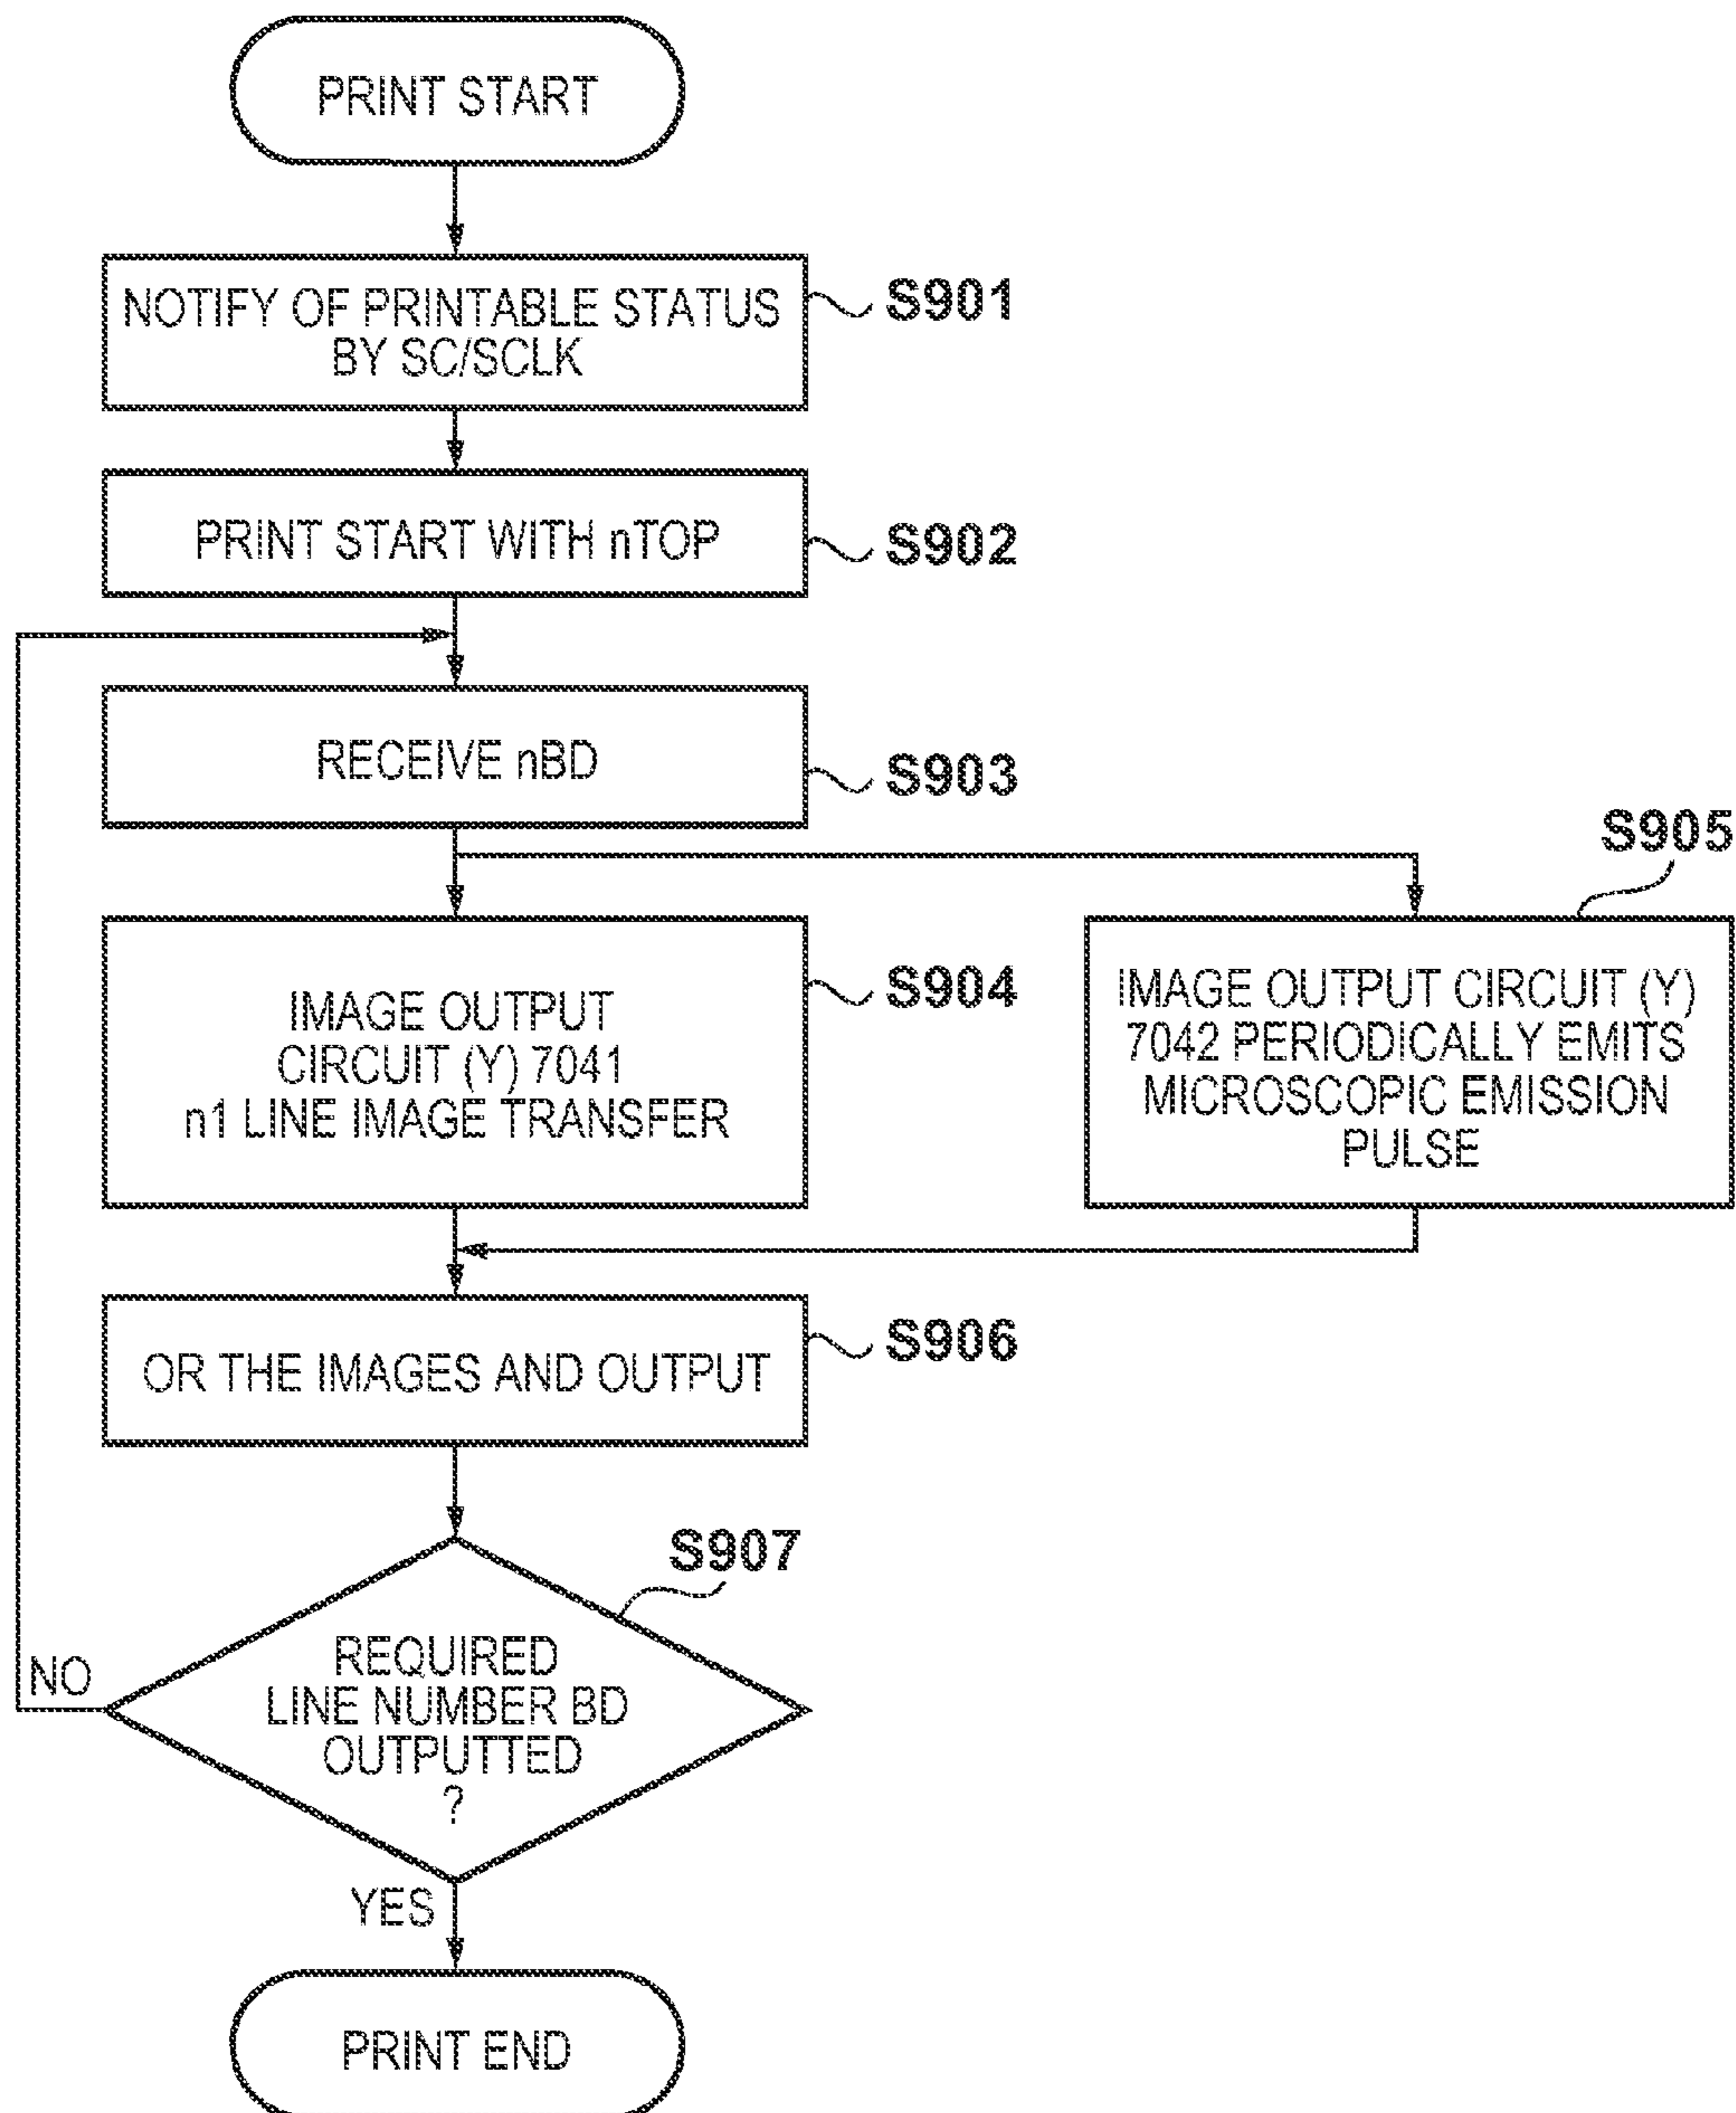 PRINT START
NOTIFY OF PRINTABLE STATUS
BY SC/SCLK
S901
PRINT START WITH nTOP
S902
RECEIVE nBD
S903
S905
IMAGE OUTPUT
CIRCUIT (Y) 7041
n1 LINE IMAGE TRANSFER
S904
IMAGE OUTPUT CIRCUIT (Y)
7042 PERIODICALLY EMITS
MICROSCOPIC EMISSION
PULSE
OR THE IMAGES AND OUTPUT
S906
S907
REQUIRED
LINE NUMBER BD
OUTPUTTED
?
NO
YES
PRINT END